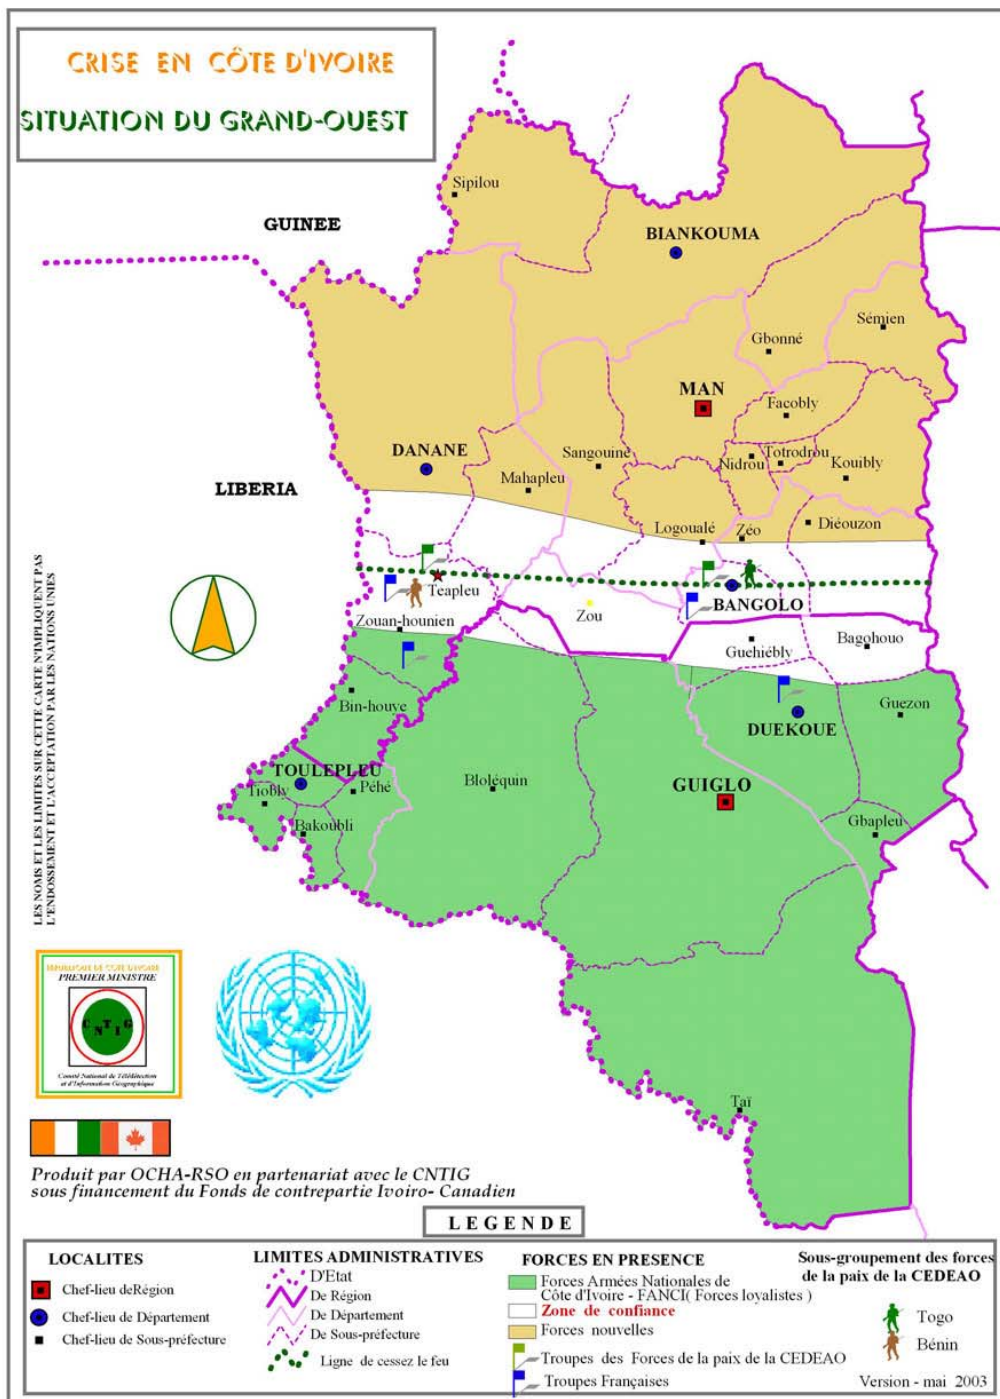 CRISE EN CÔTE D'IVOIRE
SITUATION DU GRAND-OUEST
Sipilou
GUINEE
BIANKOUMA
Sémien
Gbonné
MAN
Facobly
DANANE
Sangouine
Nidrou
Totrodrou
Kouibly
Mahapleu
LIBERIA
Logoualé
Zéo
Diéouzon
Teapleu
BANGOLO
Zou
Zouan-hounien
Guehiébly
Bagohouo
Bin-houye
Guezon
DUEKOUE
TOULEPLEU
Tiobly
Péhé
Bloléquin
GUIGLO
Bakoubli
Gbapleu
Taï
LES NOMS ET LES LIMITES SUR CETTE CARTE N'IMPLIQUENT PAS
L'ENDOSSEMENT ET L'ACCEPTATION PAR LES NATIONS UNIES
REPUBLIQUE DE CÔTE D'IVOIRE
PREMIER MINISTRE
C N T I G
Comité National de Télédétection
et d'Information Géographique
Produit par OCHA-RSO en partenariat avec le CNTIG
sous financement du Fonds de contrepartie Ivoiro- Canadien
LEGENDE
LOCALITES
Chef-lieu deRégion
Chef-lieu de Département
Chef-lieu de Sous-préfecture
LIMITES ADMINISTRATIVES
D'Etat
De Région
De Département
De Sous-préfecture
Ligne de cessez le feu
FORCES EN PRESENCE
Forces Armées Nationales de
Côte d'Ivoire - FANCI( Forces loyalistes )
Zone de confiance
Forces nouvelles
Troupes des Forces de la paix de la CEDEAO
Troupes Françaises
Sous-groupement des forces
de la paix de la CEDEAO
Togo
Bénin
Version - mai 2003